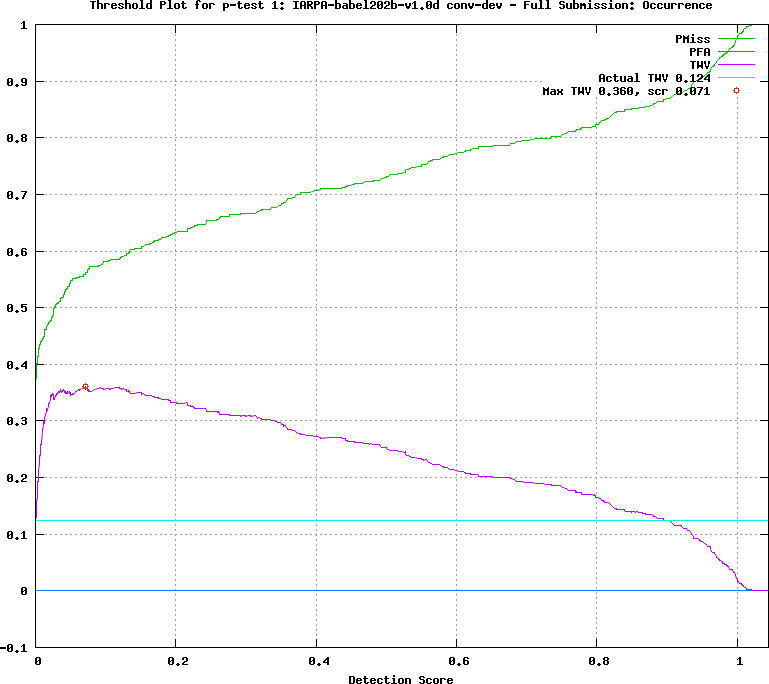 Threshold Plot for p-test 1: IARPA-babel202b-v1.0d conv-dev - Full Submission: Occurrence
PMiss
PFA
TWV
Actual TWV 0.124
Max TWV 0.360, scr 0.071
1
0.9
0.8
0.7
0.6
0.5
0.4
0.3
0.2
0.1
0
-0.1
0 0.2 0.4 0.6 0.8 1
Detection Score